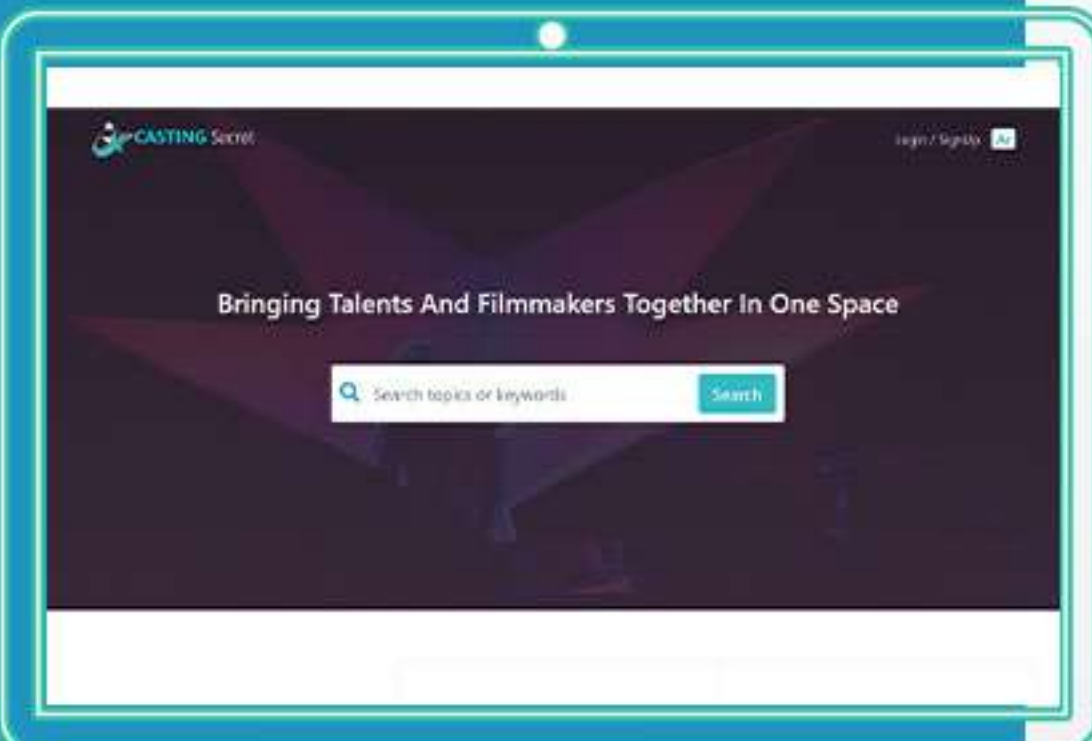 CASTING Secret
Login / SignUp Ar
Bringing Talents And Filmmakers Together In One Space
Search topics or keywords
Search